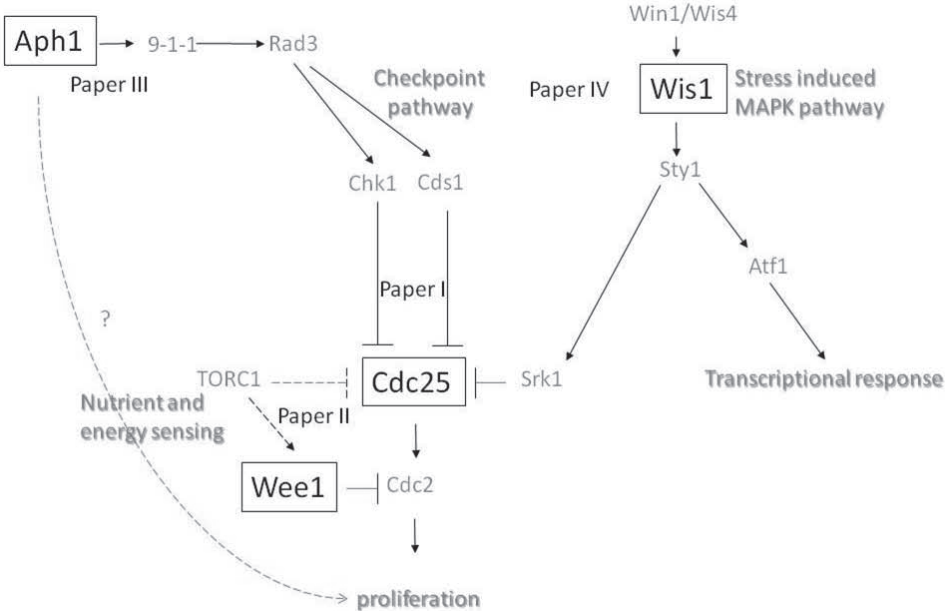 Win1/Wis4
Aph1
9-1-1
Rad3
Paper III
Checkpoint
pathway
Paper IV
Wis1
Stress induced
MAPK pathway
Chk1
Cds1
Sty1
Atf1
Paper I
?
TORC1
Cdc25
Srk1
Transcriptional response
Nutrient and
energy sensing
Paper II
Wee1
Cdc2
proliferation